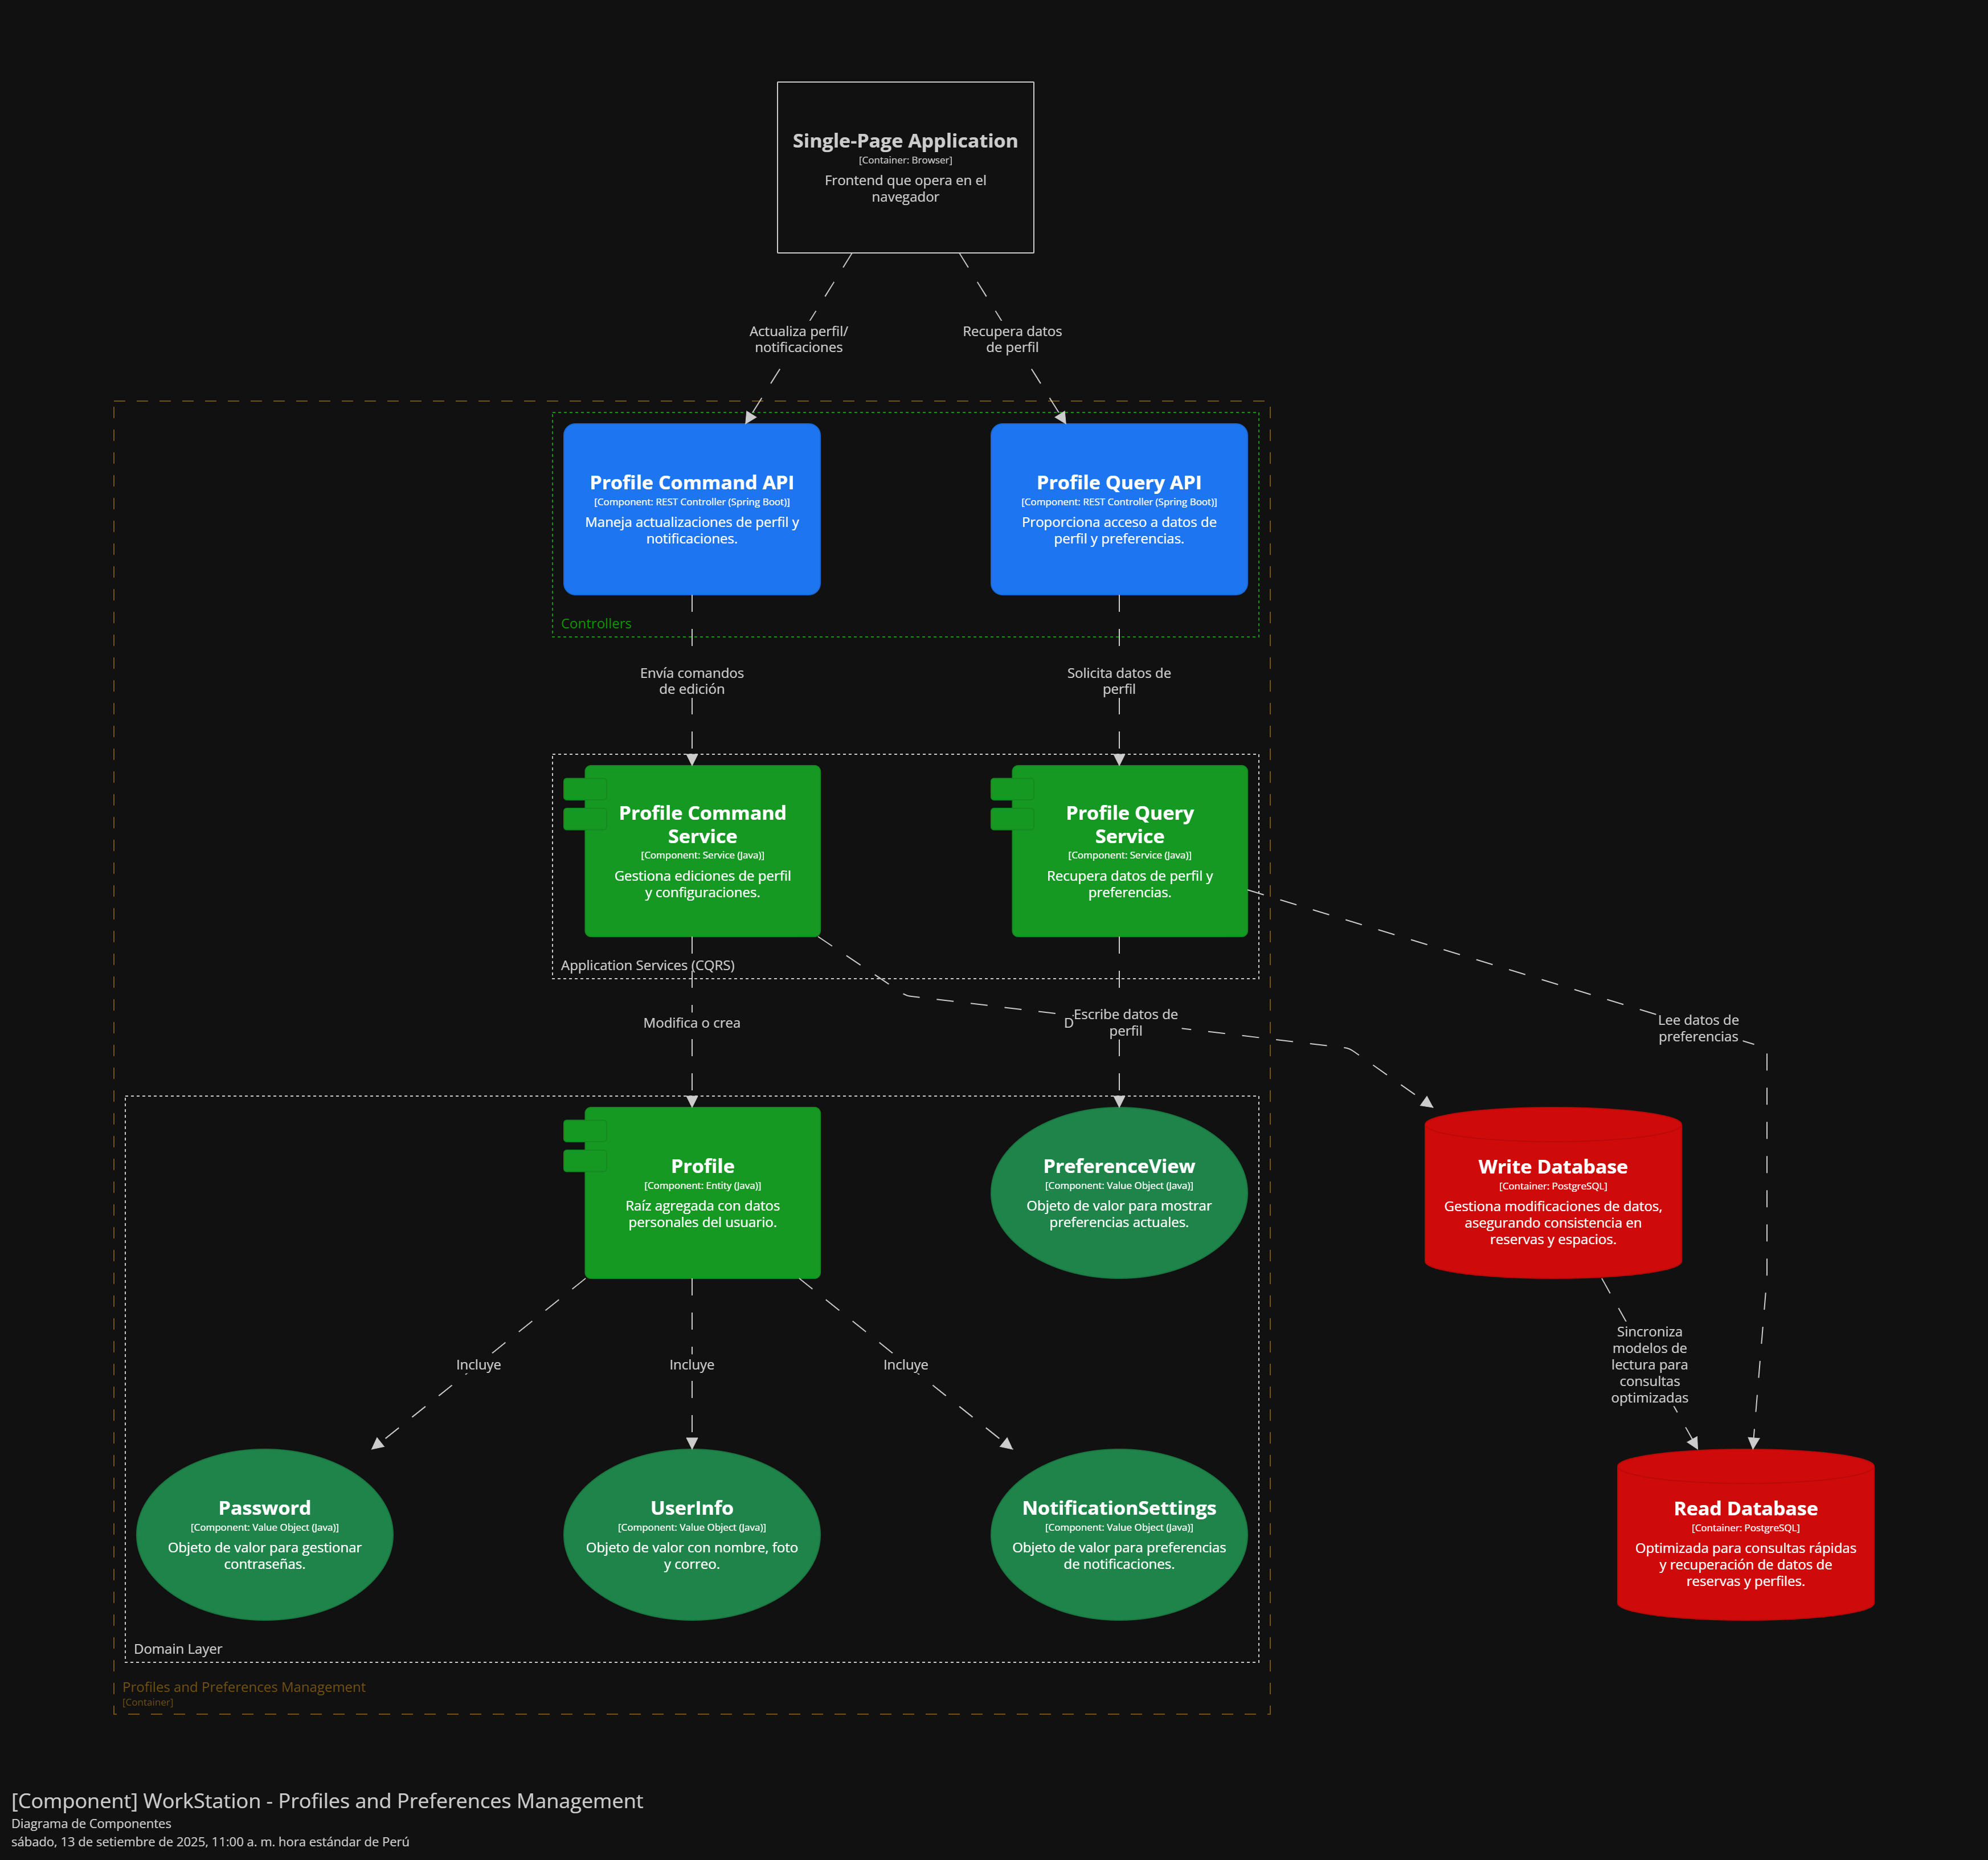 Single-Page Application
[Container: Browser]
Frontend que opera en el
navegador
Actualiza perfil/
notificaciones
Recupera datos
de perfil
Profile Command API
[Component: REST Controller (Spring Boot)]
Maneja actualizaciones de perfil y
notificaciones.
Profile Query API
[Component: REST Controller (Spring Boot)]
Proporciona acceso a datos de
perfil y preferencias.
Controllers
Envía comandos
de edición
Solicita datos de
perfil
Profile Command
Service
[Component: Service (Java)]
Gestiona ediciones de perfil
y configuraciones.
Profile Query
Service
[Component: Service (Java)]
Recupera datos de perfil y
preferencias.
Application Services (CQRS)
Modifica o crea
Escribe datos de
perfil
Lee datos de
preferencias
Profile
[Component: Entity (Java)]
Raíz agregada con datos
personales del usuario.
PreferenceView
[Component: Value Object (Java)]
Objeto de valor para mostrar
preferencias actuales.
Write Database
[Container: PostgreSQL]
Gestiona modificaciones de datos,
asegurando consistencia en
reservas y espacios.
Incluye
Incluye
Incluye
Sincroniza
modelos de
lectura para
consultas
optimizadas
Password
[Component: Value Object (Java)]
Objeto de valor para gestionar
contraseñas.
UserInfo
[Component: Value Object (Java)]
Objeto de valor con nombre, foto
y correo.
NotificationSettings
[Component: Value Object (Java)]
Objeto de valor para preferencias
de notificaciones.
Read Database
[Container: PostgreSQL]
Optimizada para consultas rápidas
y recuperación de datos de
reservas y perfiles.
Domain Layer
Profiles and Preferences Management
[Container]
[Component] WorkStation - Profiles and Preferences Management
Diagrama de Componentes
sábado, 13 de setiembre de 2025, 11:00 a. m. hora estándar de Perú